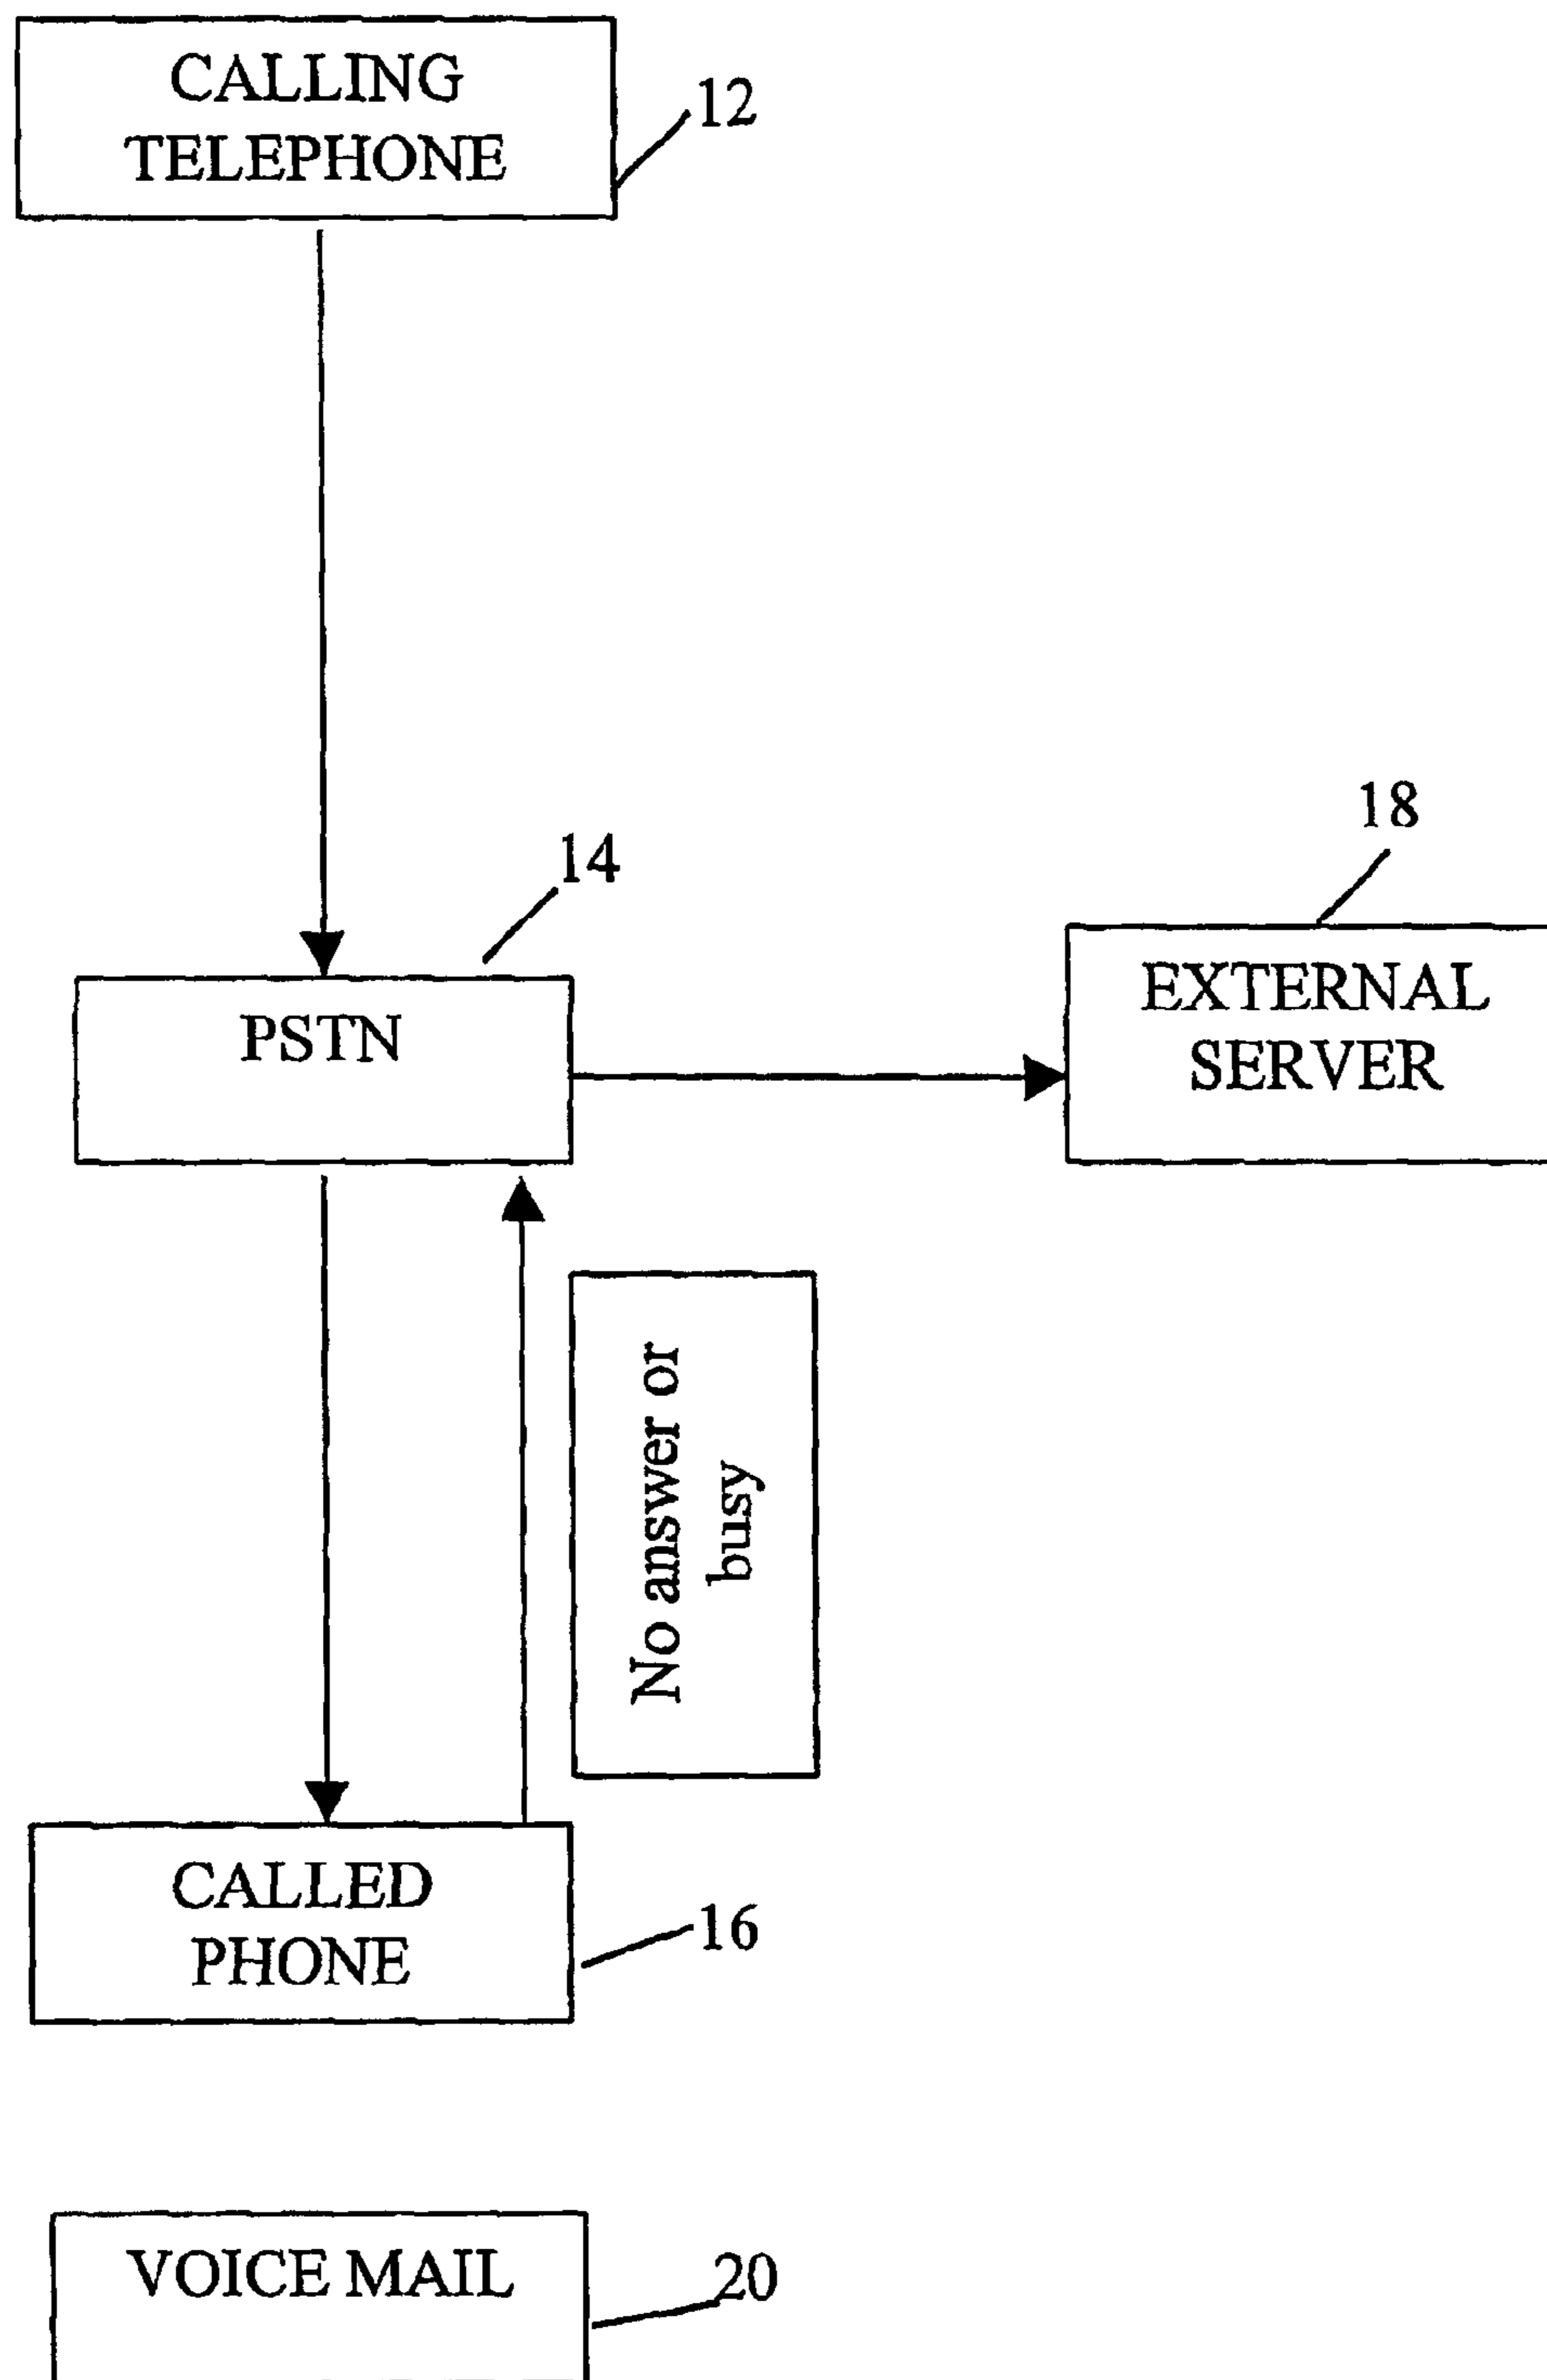 CALLING
TELEPHONE
12
14
18
PSTN
EXTERNAL
SERVER
No answer or
busy
CALLED
PHONE
16
VOICE MAIL
20